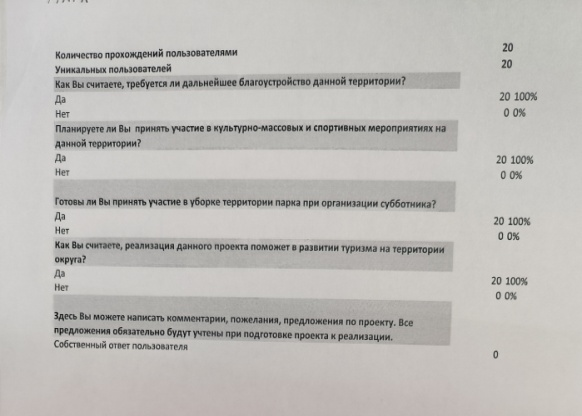 Количество прохождений пользователями 20
Уникальных пользователей 20
Как Вы считаете, требуется ли дальнейшее благоустройство данной территории?
Да 20 100%
Нет 0 0%
Планируете ли Вы принять участие в культурно-массовых и спортивных мероприятиях на
данной территории?
Да 20 100%
Нет 0 0%
Готовы ли Вы принять участие в уборке территории парка при организации субботника?
Да 20 100%
Нет 0 0%
Как Вы считаете, реализация данного проекта поможет в развитии туризма на территории
округа?
Да 20 100%
Нет 0 0%
Здесь Вы можете написать комментарии, пожелания, предложения по проекту. Все
предложения обязательно будут учтены при подготовке проекта к реализации.
Собственный ответ пользователя 0